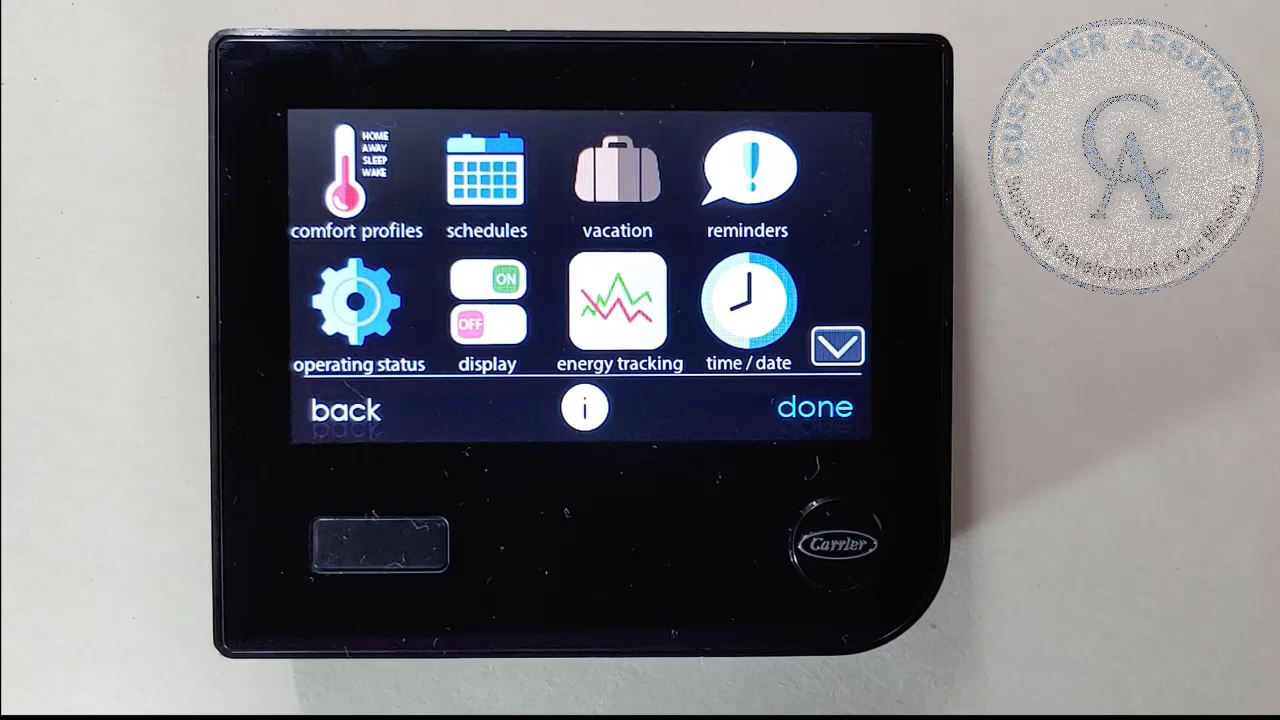 HOME
AWAY
SLEEP
WAKE
comfort profiles
schedules
vacation
reminders
ON
OFF
operating status
display
energy tracking
time / date
back
i
done
Carrier
CUSTOMER ASSURANCE
CA